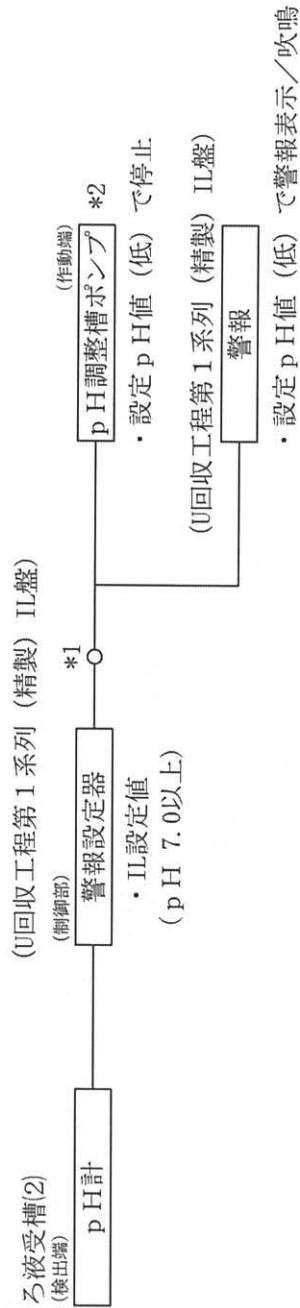 ろ液受槽(2)
(検出端)
pH計
(U回収工程第1系列 (精製) IL盤)
(制御部)
警報設定器
・IL設定値
(pH 7.0以上)
*1
(作動端)
pH調整槽ポンプ *2
・設定pH値 (低) で停止
(U回収工程第1系列 (精製) IL盤)
警報
・設定pH値 (低) で警報表示/吹鳴